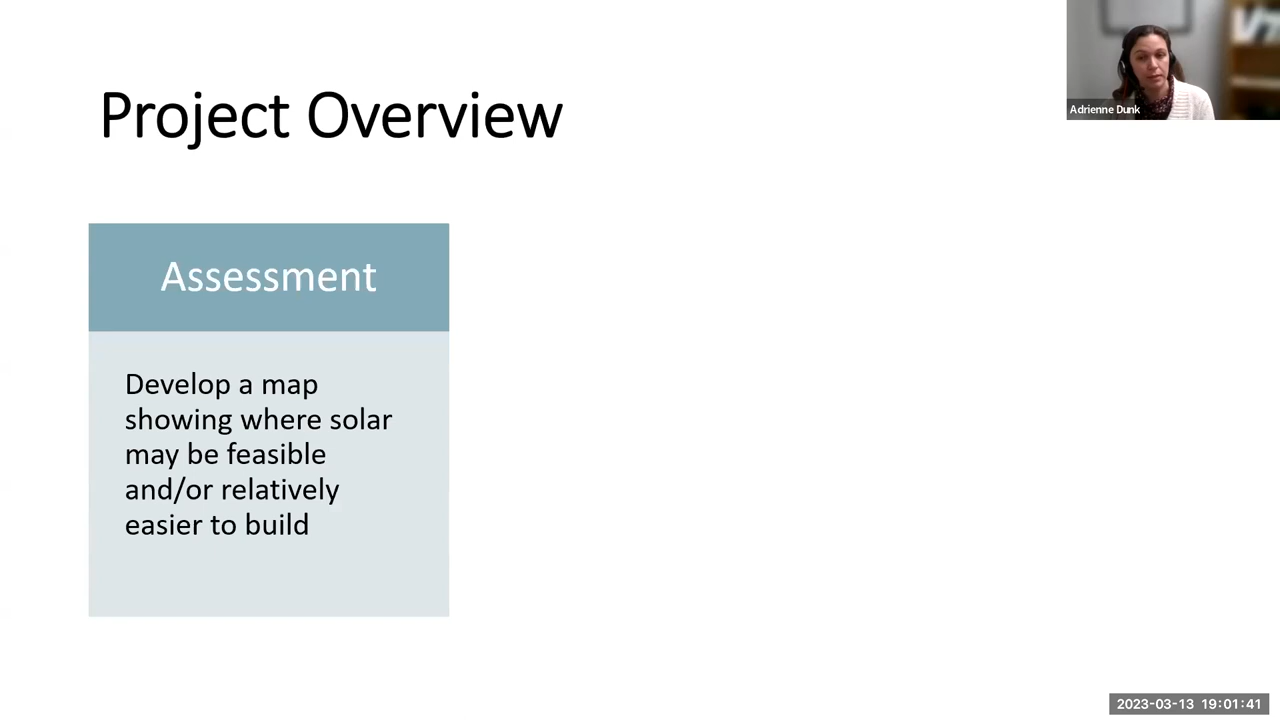 Project Overview
Adrienne Dunk
Assessment
Develop a map
showing where solar
may be feasible
and/or relatively
easier to build
2023-03-13 19:01:41